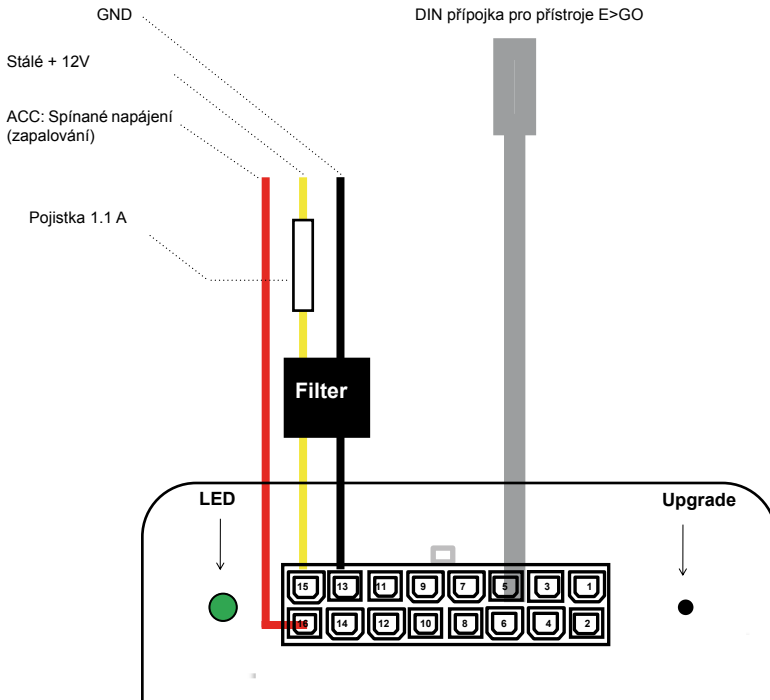 GND
DIN přípojka pro přístroje E>GO
Stálé + 12V
ACC: Spínané napájení
(zapalování)
Pojistka 1.1 A
Filter
LED
Upgrade
15 13 11 9 7 5 3 1
16 14 12 10 8 6 4 2